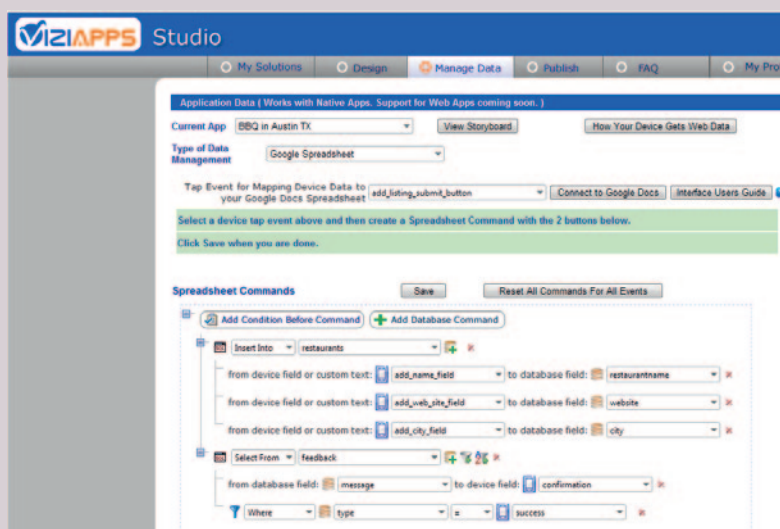 VIZIAPPS Studio
My Solutions Design Manage Data Publish FAQ My Pro
Application Data ( Works with Native Apps. Support for Web Apps coming soon. )
Current App BBQ in Austin TX View Storyboard How Your Device Gets Web Data
Type of Data
Management Google Spreadsheet
Tap Event for Mapping Device Data to
your Google Docs Spreadsheet add_listing_submit_button Connect to Google Docs Interface Users Guide
Select a device tap event above and then create a Spreadsheet Command with the 2 buttons below.
Click Save when you are done.
Spreadsheet Commands Save Reset All Commands For All Events
Add Condition Before Command Add Database Command
Insert Into restaurants
from device field or custom text: add_name_field to database field: restaurantname
from device field or custom text: add_web_site_field to database field: website
from device field or custom text: add_city_field to database field: city
Select From feedback
from database field: message to device field: confirmation
Where type = success